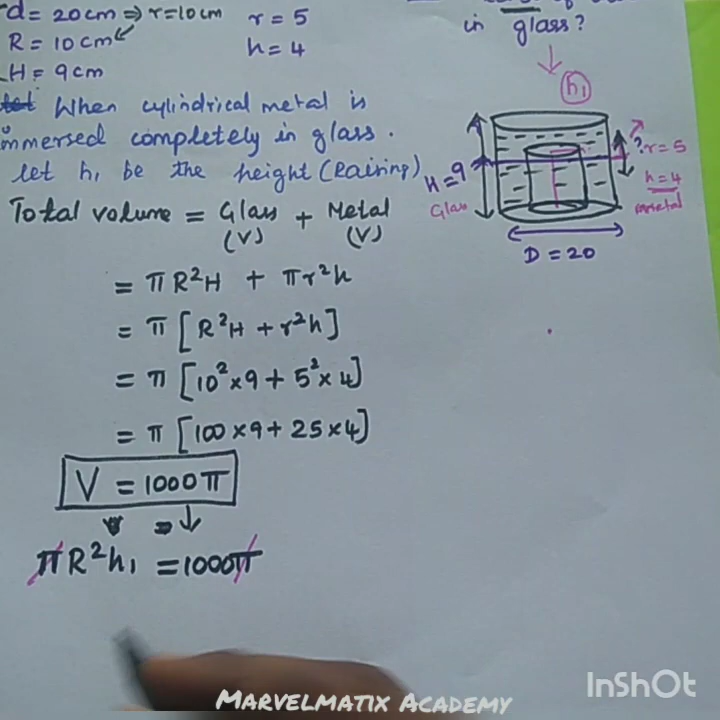 d = 20cm ⇒ r=10cm
R = 10cm
H = 9cm
r = 5
h = 4
in glass?
When cylindrical metal is
immersed completely in glass.
let h₁ be the height (Raising)
Total volume = Glass + Metal
(V) (V)
= πR²H + πr²h
= π[R²H + r²h]
= π[10²×9 + 5²×4]
= π[100×9 + 25×4]
V = 1000π
πR²h₁ = 1000π
h₁
? r = 5
h = 9
Glass
h = 4
metal
D = 20
MARVELMATIX ACADEMY
InShOt